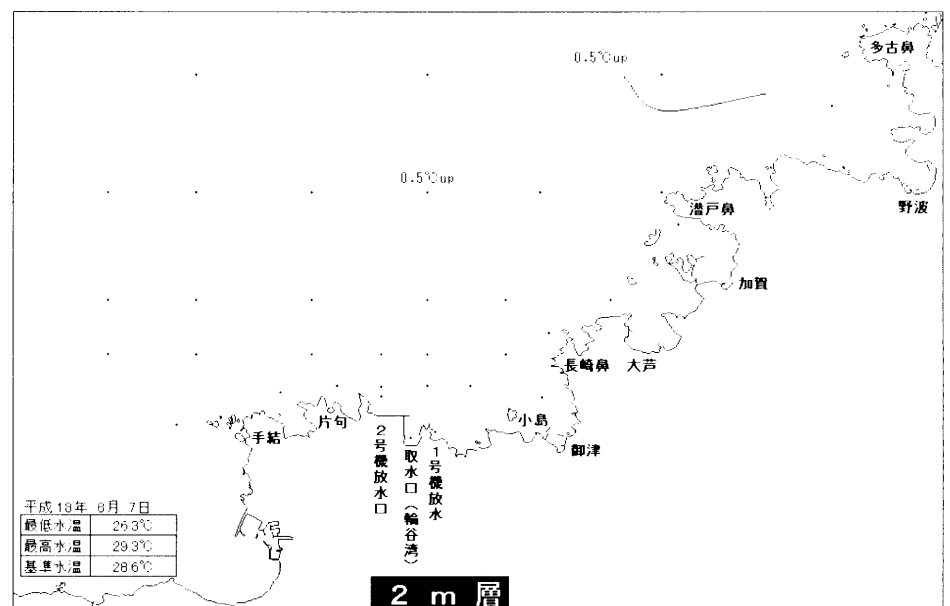 多古鼻
0.5℃up
0.5℃up
野波
潜戸鼻
加賀
長崎鼻
大芦
小島
片句
手結
御津
2号機放水口
取水口（輪谷湾）
1号機放水
平成18年 8月 7日
最低水温 26.3℃
最高水温 29.3℃
基準水温 28.6℃
2 m 層